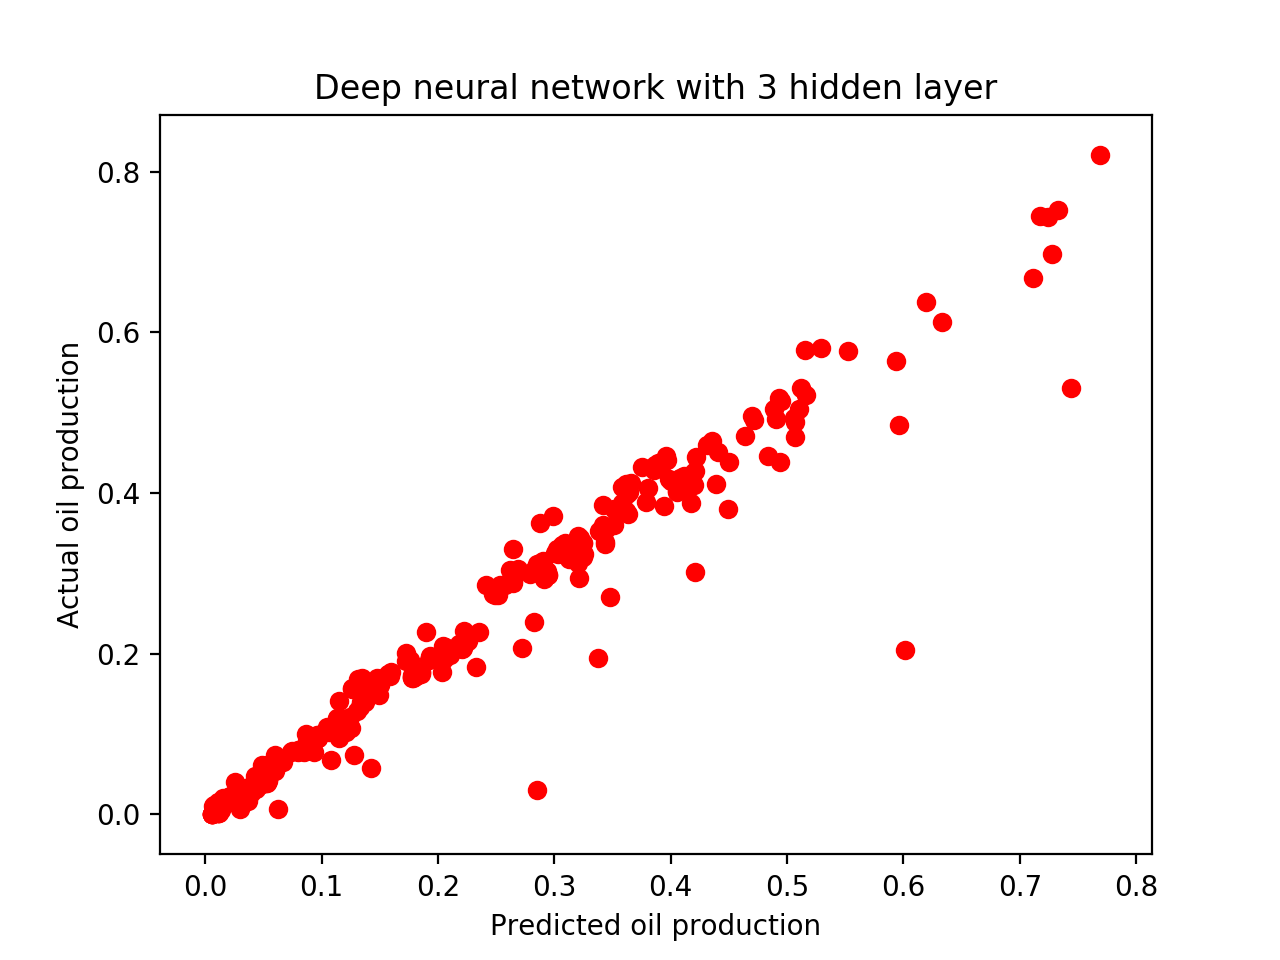 Deep neural network with 3 hidden layer
0.8
0.6
0.4
0.2
0.0
Actual oil production
0.0 0.1 0.2 0.3 0.4 0.5 0.6 0.7 0.8
Predicted oil production